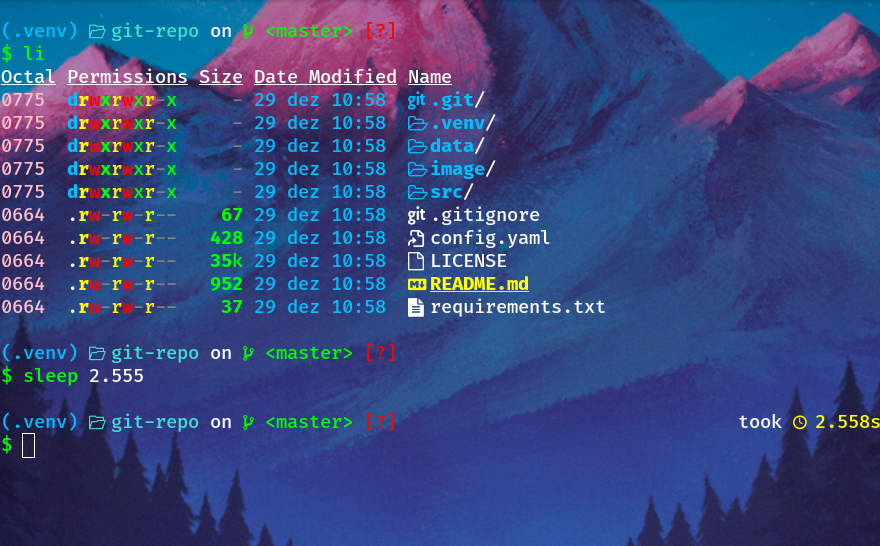 (.venv) git-repo on <master> [?]
$ li
Octal Permissions Size Date Modified Name
0775 drwxrwxr-x - 29 dez 10:58 git .git/
0775 drwxrwxr-x - 29 dez 10:58 .venv/
0775 drwxrwxr-x - 29 dez 10:58 data/
0775 drwxrwxr-x - 29 dez 10:58 image/
0775 drwxrwxr-x - 29 dez 10:58 src/
0664 .rw-rw-r-- 67 29 dez 10:58 git .gitignore
0664 .rw-rw-r-- 428 29 dez 10:58 config.yaml
0664 .rw-rw-r-- 35k 29 dez 10:58 LICENSE
0664 .rw-rw-r-- 952 29 dez 10:58 README.md
0664 .rw-rw-r-- 37 29 dez 10:58 requirements.txt
(.venv) git-repo on <master> [?]
$ sleep 2.555
(.venv) git-repo on <master> [?] took 2.558s
$